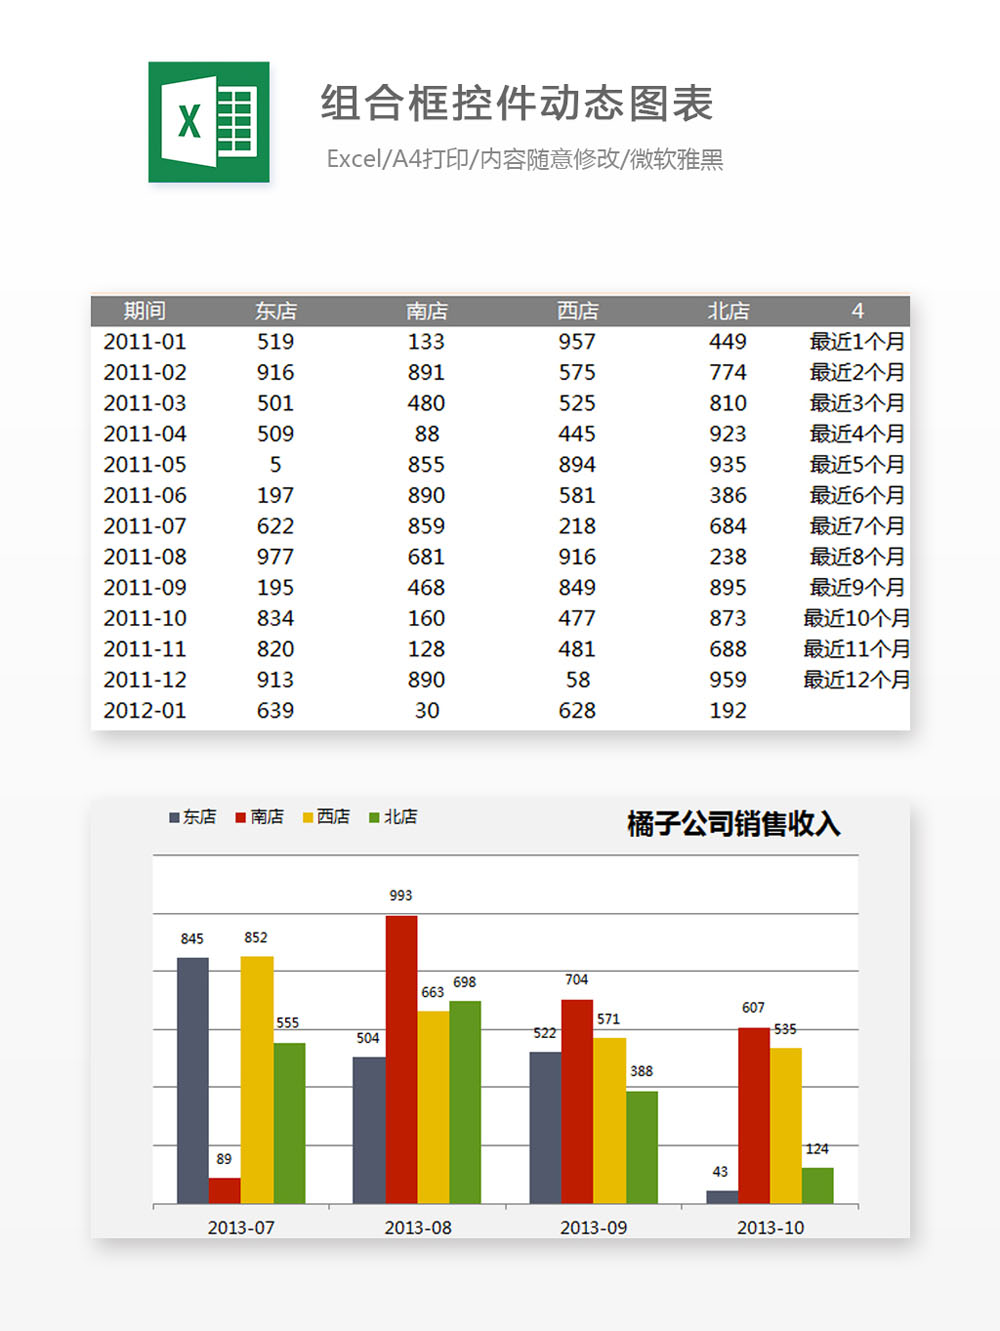 X
组合框控件动态图表
Excel/A4打印/内容随意修改/微软雅黑
期间 东店 南店 西店 北店 4
2011-01 519 133 957 449 最近1个月
2011-02 916 891 575 774 最近2个月
2011-03 501 480 525 810 最近3个月
2011-04 509 88 445 923 最近4个月
2011-05 5 855 894 935 最近5个月
2011-06 197 890 581 386 最近6个月
2011-07 622 859 218 684 最近7个月
2011-08 977 681 916 238 最近8个月
2011-09 195 468 849 895 最近9个月
2011-10 834 160 477 873 最近10个月
2011-11 820 128 481 688 最近11个月
2011-12 913 890 58 959 最近12个月
2012-01 639 30 628 192
东店 南店 西店 北店
橘子公司销售收入
845 89 852 555
504 993 663 698
522 704 571 388
43 607 535 124
2013-07 2013-08 2013-09 2013-10